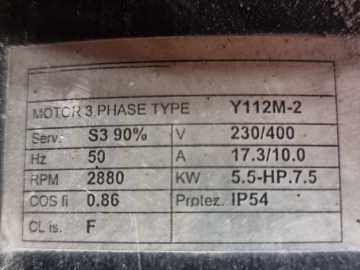 MOTOR 3 PHASE TYPE Y112M-2
Serv. S3 90% V 230/400
Hz 50 A 17.3/10.0
RPM 2880 KW 5.5-HP.7.5
COS fi 0.86 Protez. IP54
CL is. F